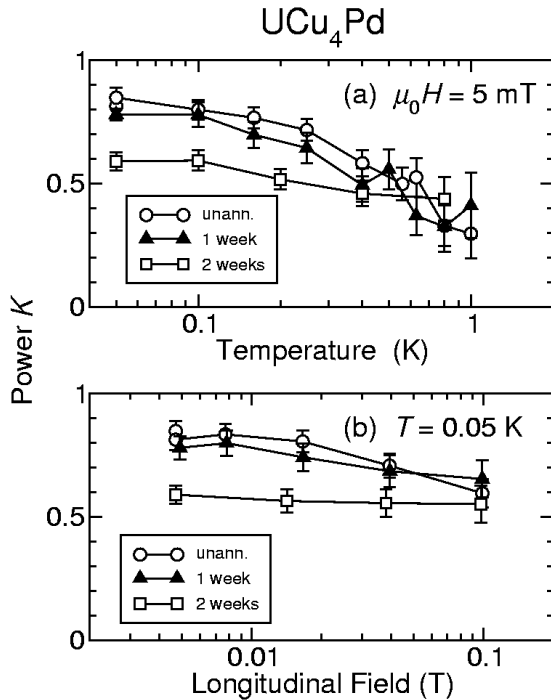 UCu₄Pd
1
(a) μ₀H = 5 mT
0.5
unann.
1 week
2 weeks
0
0.1
1
Temperature (K)
Power K
1
(b) T = 0.05 K
0.5
unann.
1 week
2 weeks
0
0.01
0.1
Longitudinal Field (T)